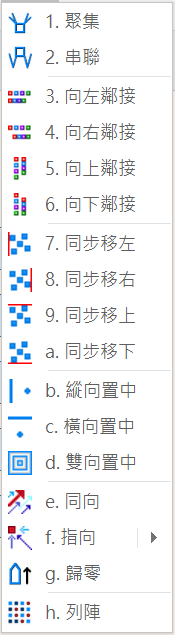 1. 聚集
2. 串聯
3. 向左鄰接
4. 向右鄰接
5. 向上鄰接
6. 向下鄰接
7. 同步移左
8. 同步移右
9. 同步移上
a. 同步移下
b. 縱向置中
c. 橫向置中
d. 雙向置中
e. 同向
f. 指向
g. 歸零
h. 列陣